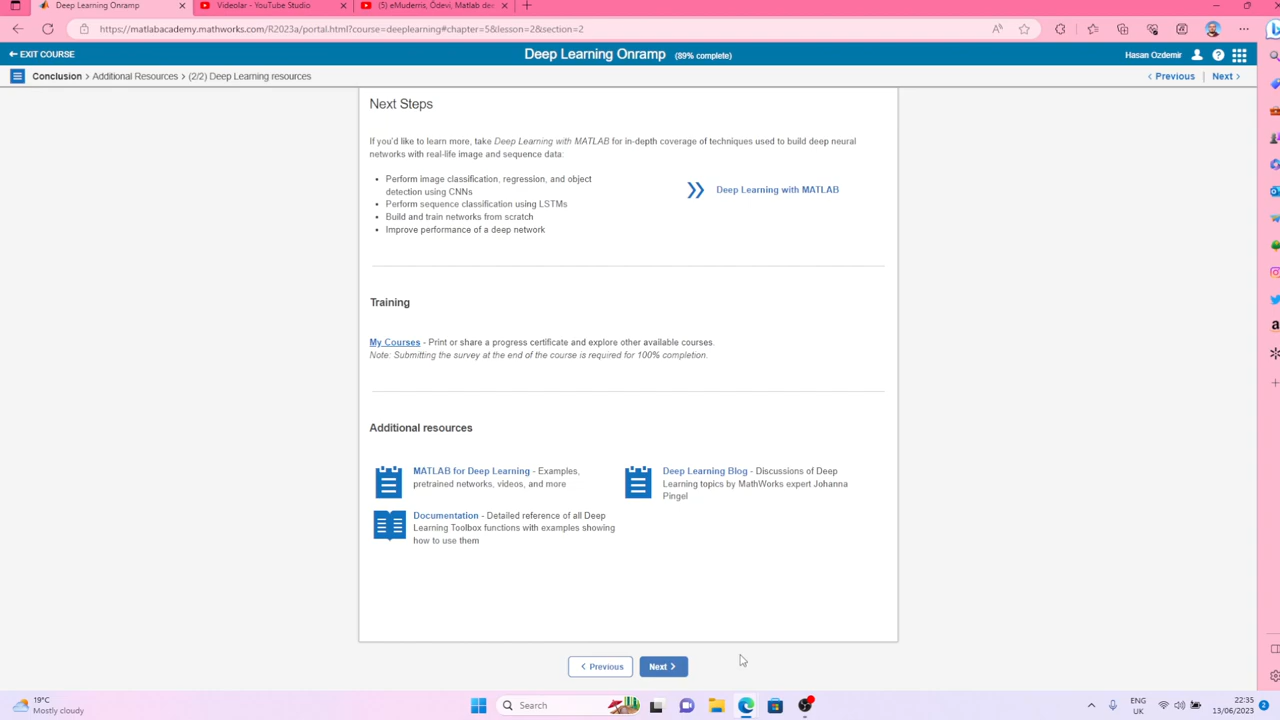 Deep Learning Onramp
Videolar - YouTube Studio
(5) eMuderris, Ödevi, Matlab de
https://matlabacademy.mathworks.com/R2023a/portal.html?course=deeplearning#chapter=5&lesson=2&section=2
EXIT COURSE
Deep Learning Onramp (89% complete)
Hasan Ozdemir
Conclusion > Additional Resources > (2/2) Deep Learning resources
< Previous | Next >
Next Steps
If you'd like to learn more, take Deep Learning with MATLAB for in-depth coverage of techniques used to build deep neural
networks with real-life image and sequence data:
• Perform image classification, regression, and object
detection using CNNs
• Perform sequence classification using LSTMs
• Build and train networks from scratch
• Improve performance of a deep network
Deep Learning with MATLAB
Training
My Courses - Print or share a progress certificate and explore other available courses.
Note: Submitting the survey at the end of the course is required for 100% completion.
Additional resources
MATLAB for Deep Learning - Examples,
pretrained networks, videos, and more
Deep Learning Blog - Discussions of Deep
Learning topics by MathWorks expert Johanna
Pingel
Documentation - Detailed reference of all Deep
Learning Toolbox functions with examples showing
how to use them
< Previous
Next >
19°C
Mostly cloudy
Search
ENG
UK
22:35
13/06/2023
2